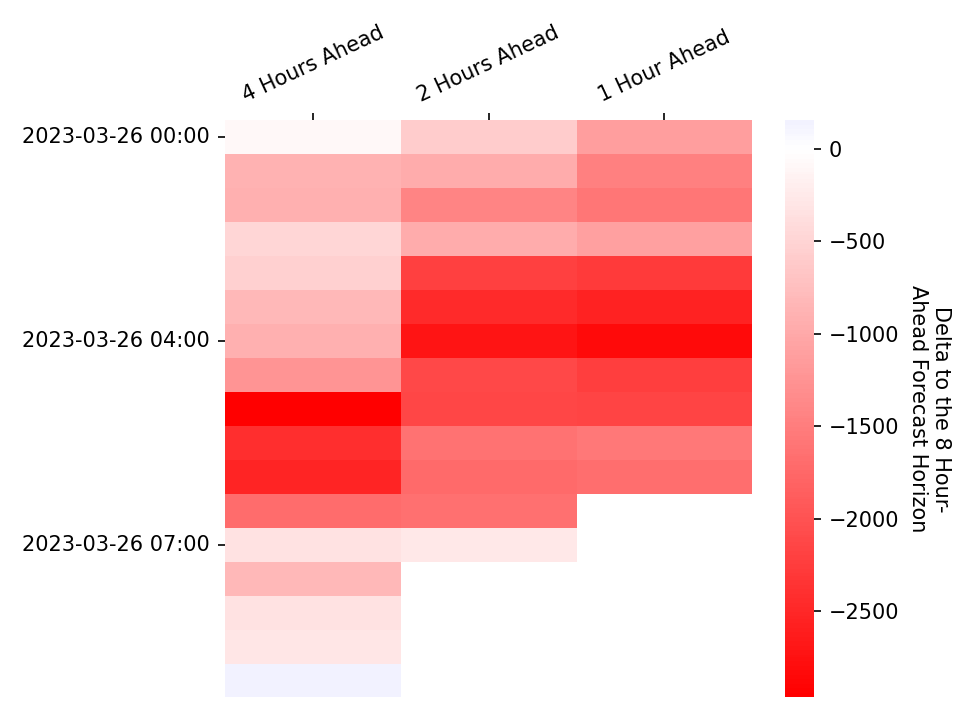 4 Hours Ahead
2 Hours Ahead
1 Hour Ahead
2023-03-26 00:00
2023-03-26 04:00
2023-03-26 07:00
0
−500
−1000
−1500
−2000
−2500
Delta to the 8 Hour-
Ahead Forecast Horizon